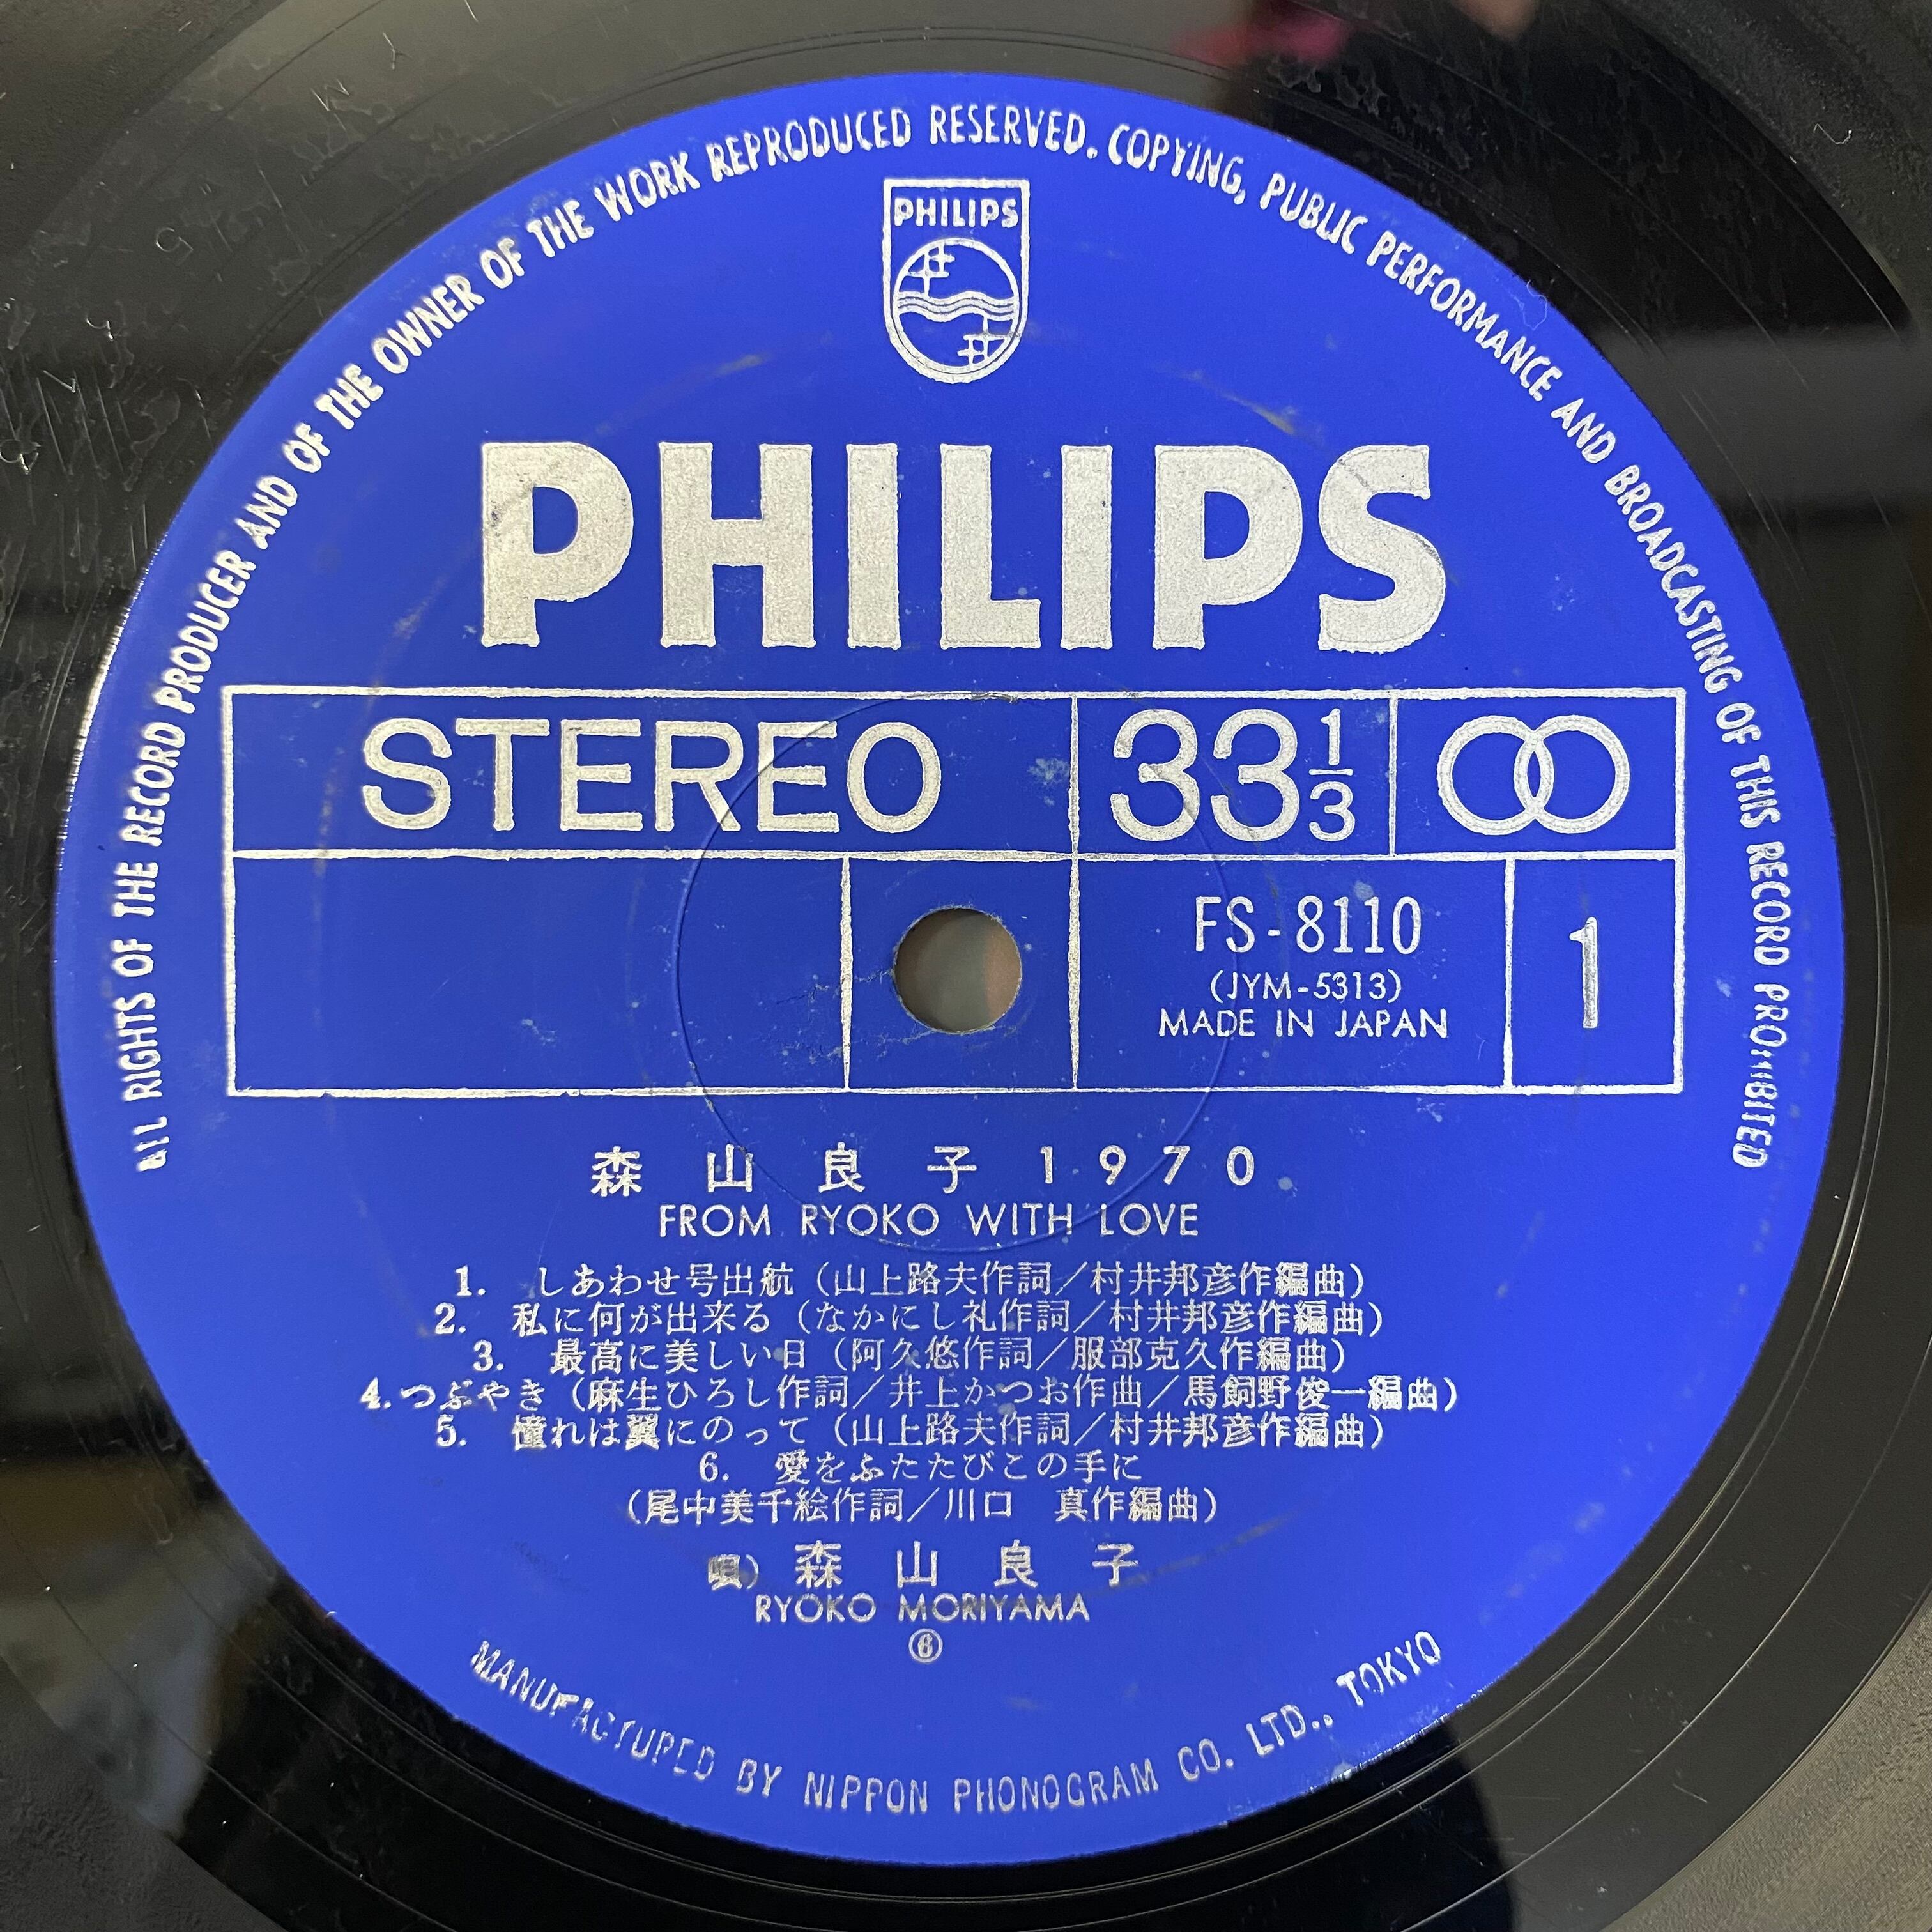 ALL RIGHTS OF THE RECORD PRODUCER AND OF THE OWNER OF THE WORK REPRODUCED RESERVED. COPYING, PUBLIC PERFORMANCE AND BROADCASTING OF THIS RECORD PROHIBITED
PHILIPS
PHILIPS
STEREO 33 1/3
FS-8110 1
(JYM-5313)
MADE IN JAPAN
森山良子1970
FROM RYOKO WITH LOVE
1. しあわせ号出航（山上路夫作詞／村井邦彦作編曲）
2. 私に何が出来る（なかにし礼作詞／村井邦彦作編曲）
3. 最高に美しい日（阿久悠作詞／服部克久作編曲）
4. つぶやき（麻生ひろし作詞／井上かつお作曲／馬飼野俊一編曲）
5. 憧れは翼にのって（山上路夫作詞／村井邦彦作編曲）
6. 愛をふたたびこの手に
（尾中美千絵作詞／川口 真作編曲）
唄）森山良子
RYOKO MORIYAMA
⑥
MANUFACTURED BY NIPPON PHONOGRAM CO. LTD., TOKYO